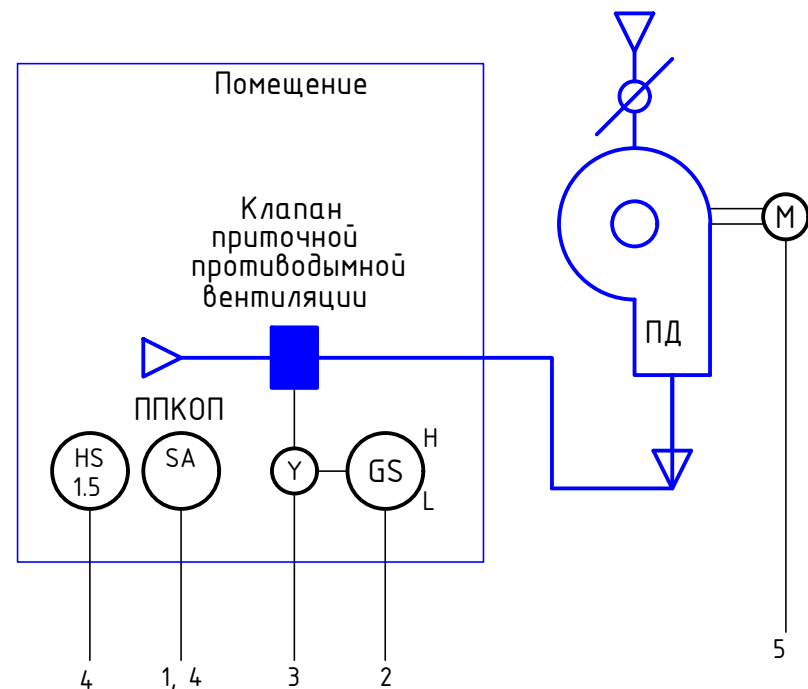 Помещение
Клапан
приточной
противодымной
вентиляции
M
ПД
ППКОП
HS
1.5
SA
Y
GS
H
L
4
1, 4
3
2
5